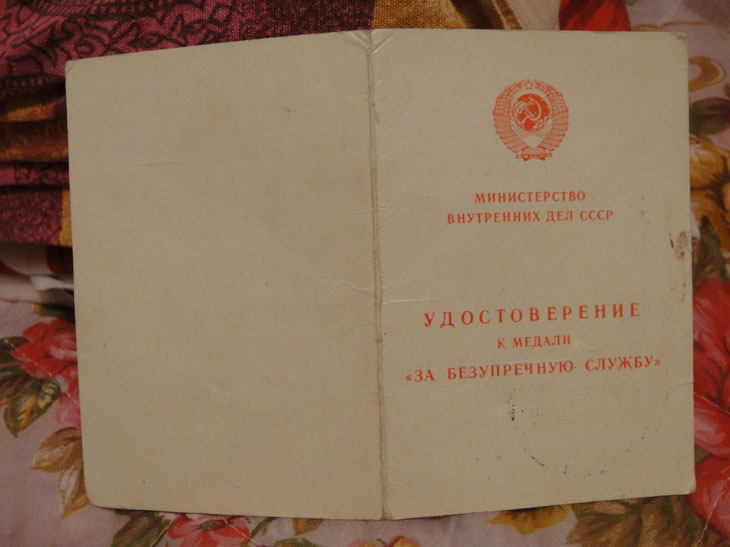 МИНИСТЕРСТВО
ВНУТРЕННИХ ДЕЛ СССР
УДОСТОВЕРЕНИЕ
К МЕДАЛИ
«ЗА БЕЗУПРЕЧНУЮ СЛУЖБУ»